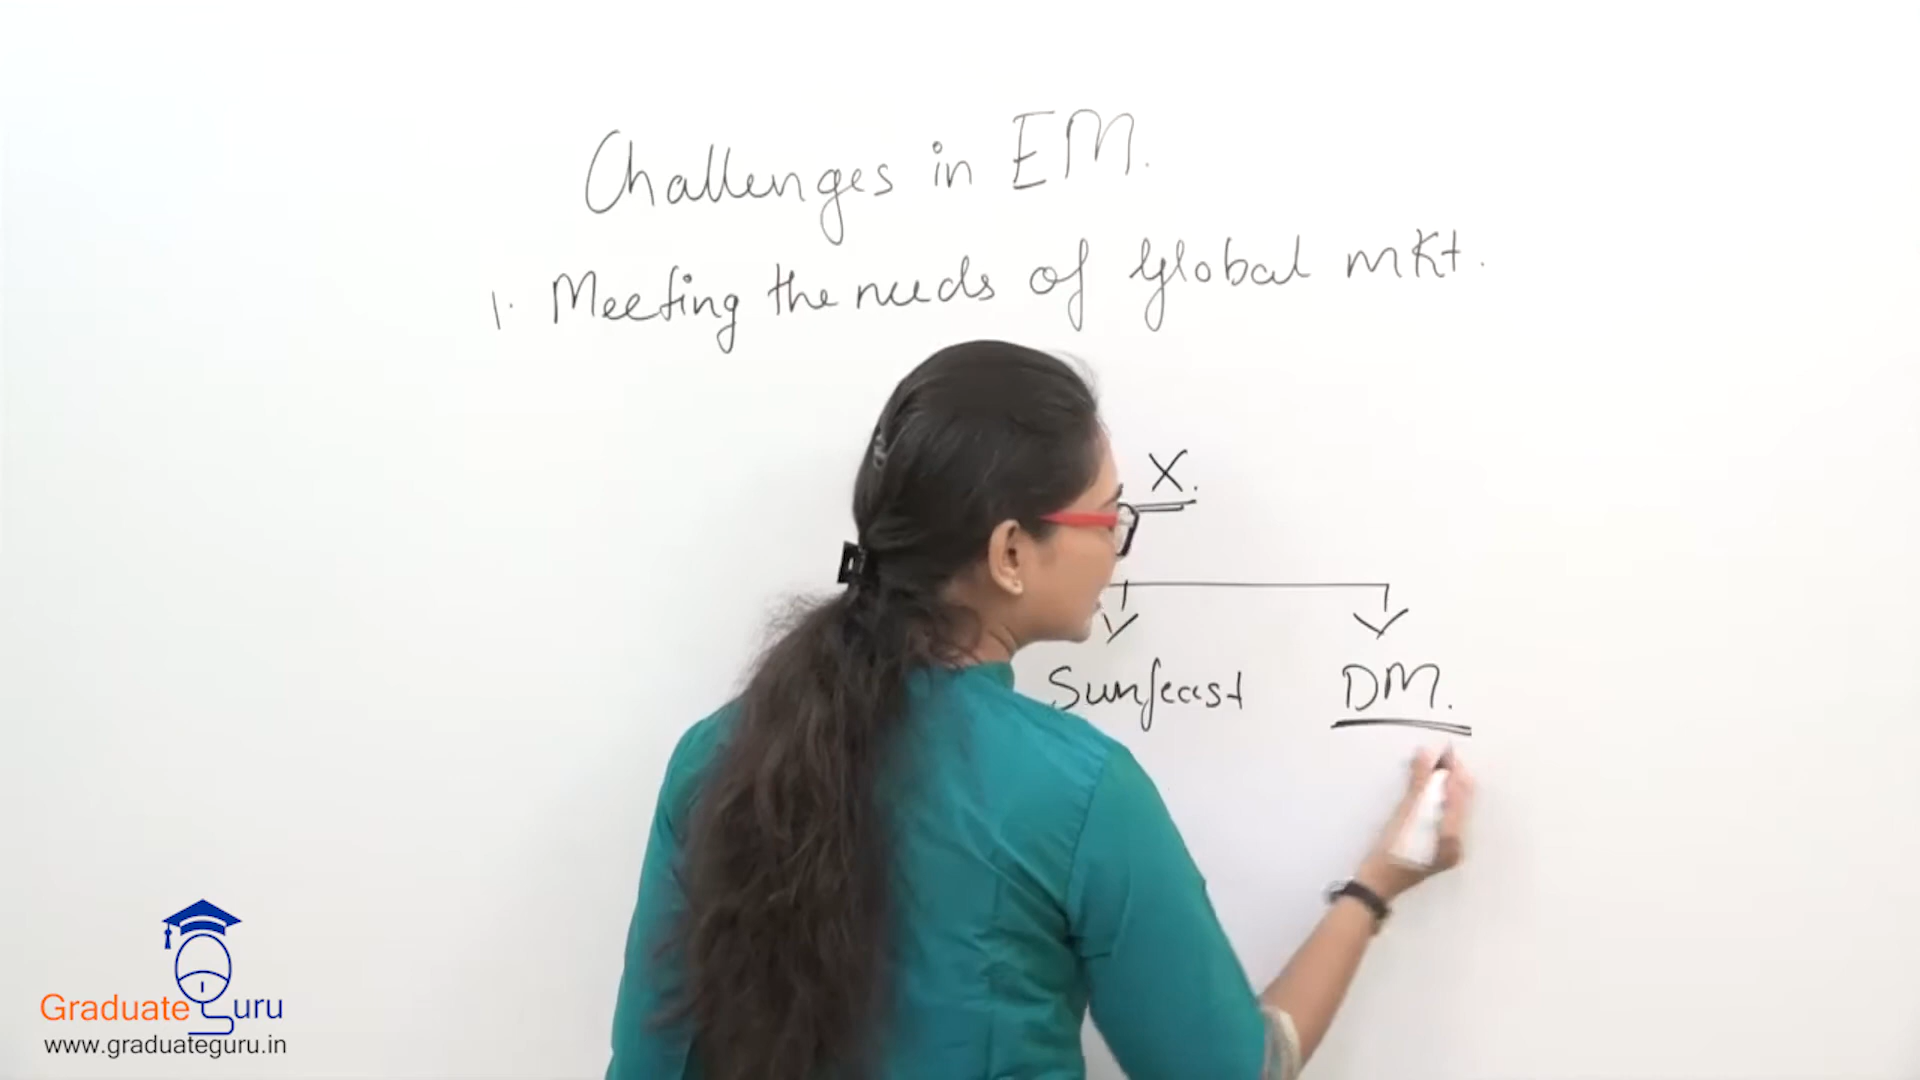 Challenges in EM.
1. Meeting the needs of Global mkt.
X.
Sunfeast DM.
Graduate guru
www.graduateguru.in